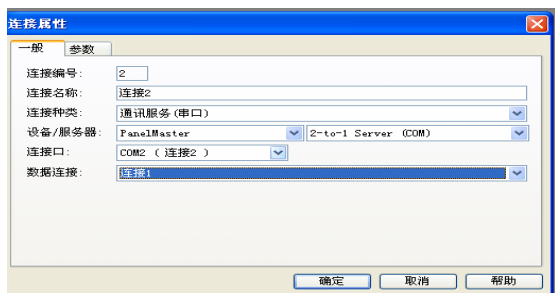 连接属性
一般 参数
连接编号: 2
连接名称: 连接2
连接种类: 通讯服务(串口)
设备/服务器: PanelMaster 2-to-1 Server (COM)
连接口: COM2 ( 连接2 )
数据连接: 连接1
确定 取消 帮助